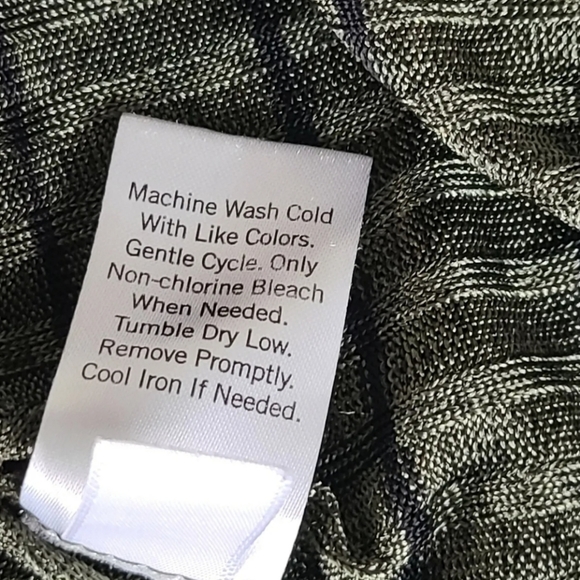 Machine Wash Cold
With Like Colors.
Gentle Cycle. Only
Non-chlorine Bleach
When Needed.
Tumble Dry Low.
Remove Promptly.
Cool Iron If Needed.